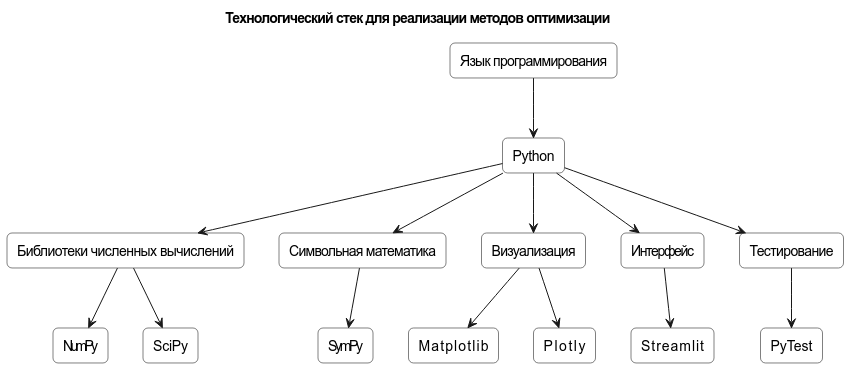 Технологический стек для реализации методов оптимизации
Язык программирования
Python
Библиотеки численных вычислений
Символьная математика
Визуализация
Интерфейс
Тестирование
NumPy
SciPy
SymPy
Matplotlib
Plotly
Streamlit
PyTest